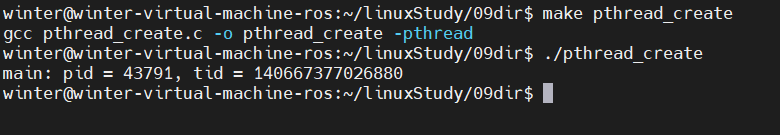 winter@winter-virtual-machine-ros:~/linuxStudy/09dir$ make pthread_create
gcc pthread_create.c -o pthread_create -pthread
winter@winter-virtual-machine-ros:~/linuxStudy/09dir$ ./pthread_create
main: pid = 43791, tid = 140667377026880
winter@winter-virtual-machine-ros:~/linuxStudy/09dir$